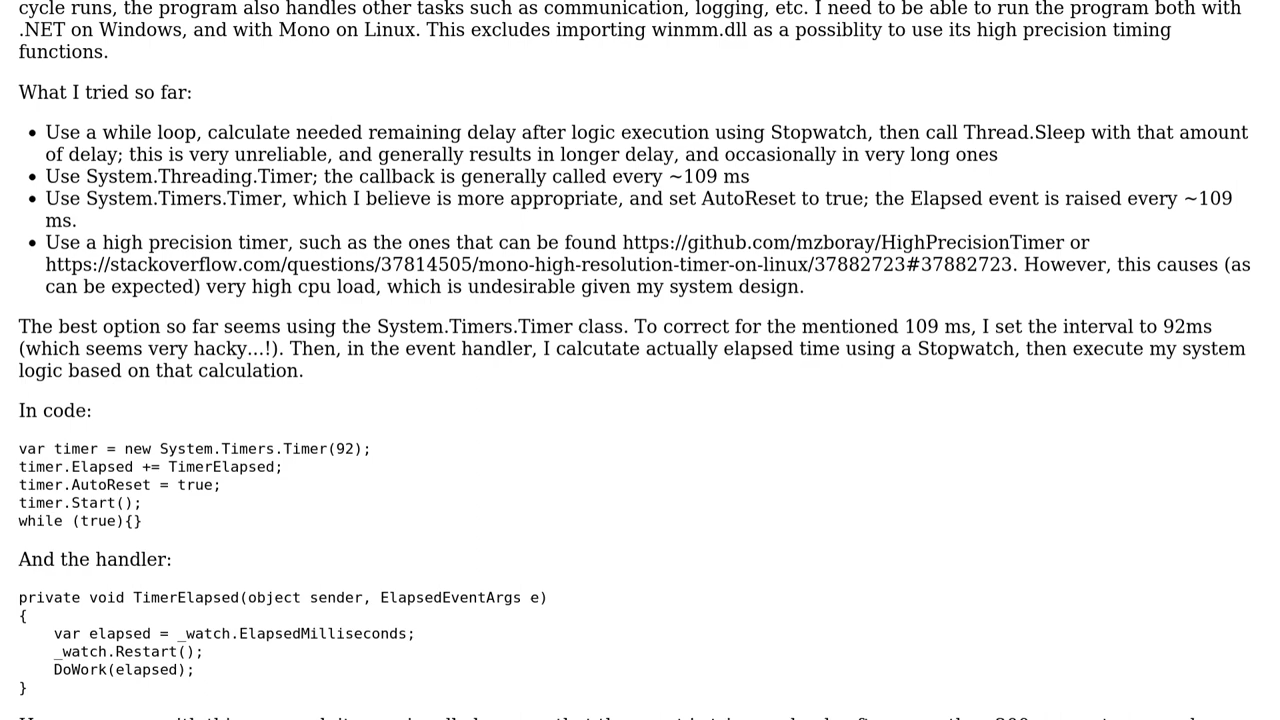 cycle runs, the program also handles other tasks such as communication, logging, etc. I need to be able to run the program both with
.NET on Windows, and with Mono on Linux. This excludes importing winmm.dll as a possiblity to use its high precision timing
functions.
What I tried so far:
• Use a while loop, calculate needed remaining delay after logic execution using Stopwatch, then call Thread.Sleep with that amount
of delay; this is very unreliable, and generally results in longer delay, and occasionally in very long ones
• Use System.Threading.Timer; the callback is generally called every ~109 ms
• Use System.Timers.Timer, which I believe is more appropriate, and set AutoReset to true; the Elapsed event is raised every ~109
ms.
• Use a high precision timer, such as the ones that can be found https://github.com/mzboray/HighPrecisionTimer or
https://stackoverflow.com/questions/37814505/mono-high-resolution-timer-on-linux/37882723#37882723. However, this causes (as
can be expected) very high cpu load, which is undesirable given my system design.
The best option so far seems using the System.Timers.Timer class. To correct for the mentioned 109 ms, I set the interval to 92ms
(which seems very hacky...!). Then, in the event handler, I calcutate actually elapsed time using a Stopwatch, then execute my system
logic based on that calculation.
In code:
var timer = new System.Timers.Timer(92);
timer.Elapsed += TimerElapsed;
timer.AutoReset = true;
timer.Start();
while (true){}
And the handler:
private void TimerElapsed(object sender, ElapsedEventArgs e)
{
    var elapsed = _watch.ElapsedMilliseconds;
    _watch.Restart();
    DoWork(elapsed);
}